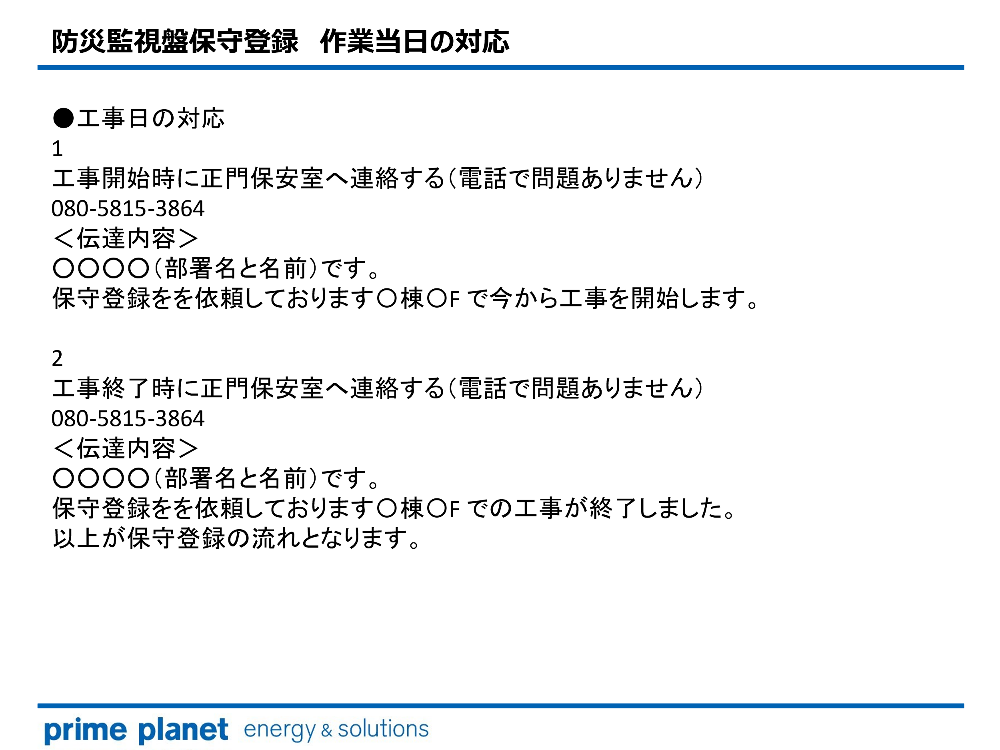 防災監視盤保守登録　作業当日の対応
●工事日の対応
1
工事開始時に正門保安室へ連絡する（電話で問題ありません）
080-5815-3864
＜伝達内容＞
〇〇〇〇（部署名と名前）です。
保守登録をを依頼しております〇棟〇F で今から工事を開始します。
2
工事終了時に正門保安室へ連絡する（電話で問題ありません）
080-5815-3864
＜伝達内容＞
〇〇〇〇（部署名と名前）です。
保守登録をを依頼しております〇棟〇F での工事が終了しました。
以上が保守登録の流れとなります。
prime planet energy & solutions